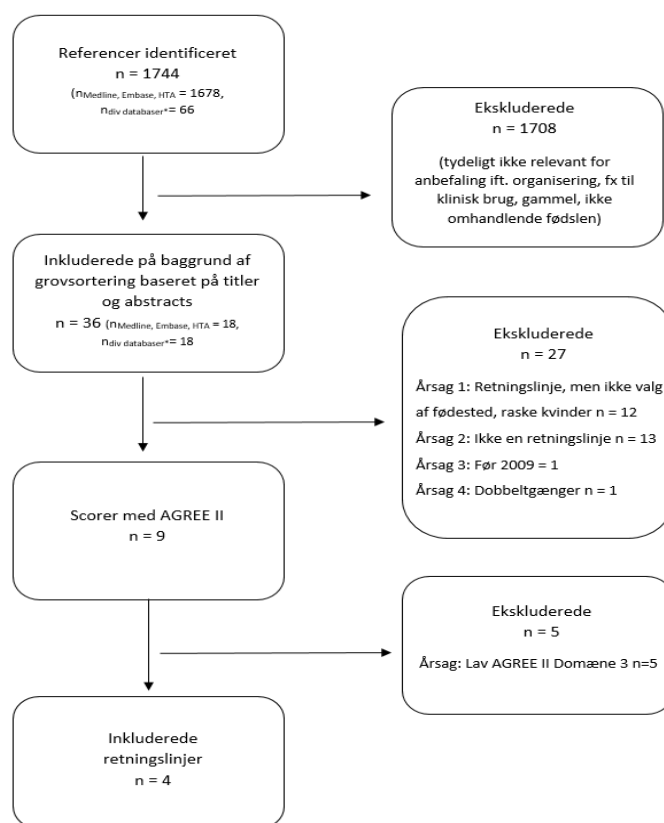 Referencer identificeret
n = 1744
(nMedline, Embase, HTA = 1678,
ndiv databaser*= 66
Ekskluderede
n = 1708
(tydeligt ikke relevant for
anbefaling ift. organisering, fx til
klinisk brug, gammel, ikke
omhandlende fødslen)
Inkluderede på baggrund af
grovsortering baseret på titler
og abstracts
n = 36 (nMedline, Embase, HTA = 18,
ndiv databaser*= 18
Ekskluderede
n = 27
Årsag 1: Retningslinje, men ikke valg
af fødested, raske kvinder n = 12
Årsag 2: Ikke en retningslinje n = 13
Årsag 3: Før 2009 = 1
Årsag 4: Dobbeltgænger n = 1
Scorer med AGREE II
n = 9
Ekskluderede
n = 5
Årsag: Lav AGREE II Domæne 3 n=5
Inkluderede
retningslinjer
n = 4